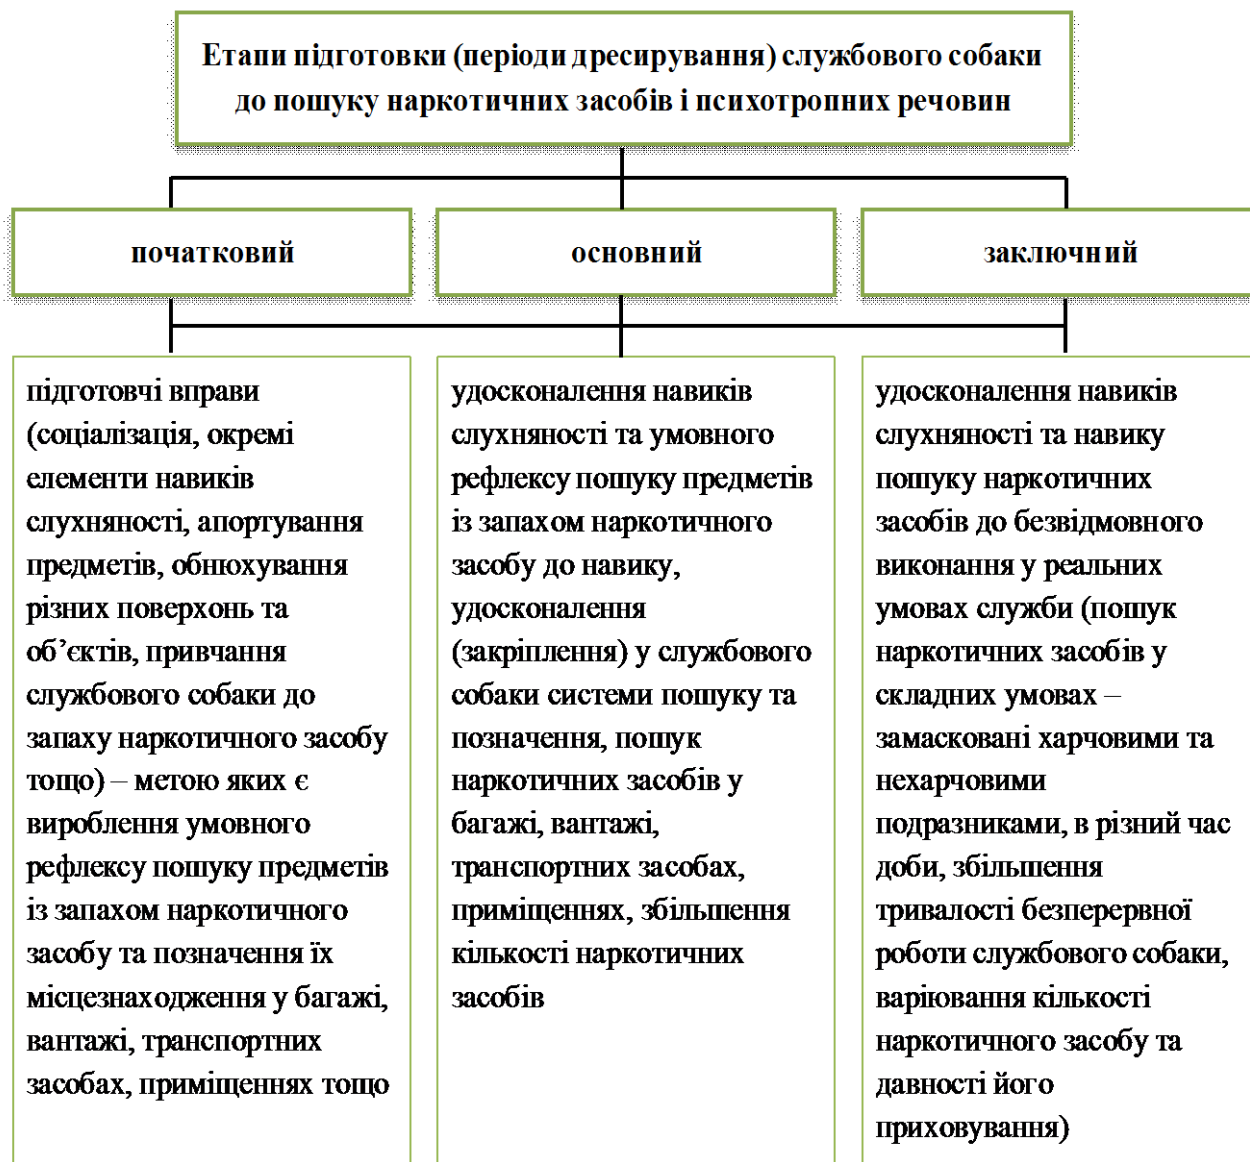 Етапи підготовки (періоди дресирування) службового собаки
до пошуку наркотичних засобів і психотропних речовин
початковий
основний
заключний
підготовчі вправи
(соціалізація, окремі
елементи навиків
слухняності, апортування
предметів, обнюхування
різних поверхонь та
об’єктів, привчання
службового собаки до
запаху наркотичного засобу
тощо) – метою яких є
вироблення умовного
рефлексу пошуку предметів
із запахом наркотичного
засобу та позначення їх
місцезнаходження у багажі,
вантажі, транспортних
засобах, приміщеннях тощо
удосконалення навиків
слухняності та умовного
рефлексу пошуку предметів
із запахом наркотичного
засобу до навику,
удосконалення
(закріплення) у службового
собаки системи пошуку та
позначення, пошук
наркотичних засобів у
багажі, вантажі,
транспортних засобах,
приміщеннях, збільшення
кількості наркотичних
засобів
удосконалення навиків
слухняності та навику
пошуку наркотичних
засобів до безвідмовного
виконання у реальних
умовах служби (пошук
наркотичних засобів у
складних умовах –
замасковані харчовими та
нехарчовими
подразниками, в різний час
доби, збільшення
тривалості безперервної
роботи службового собаки,
варіювання кількості
наркотичного засобу та
давності його
приховування)